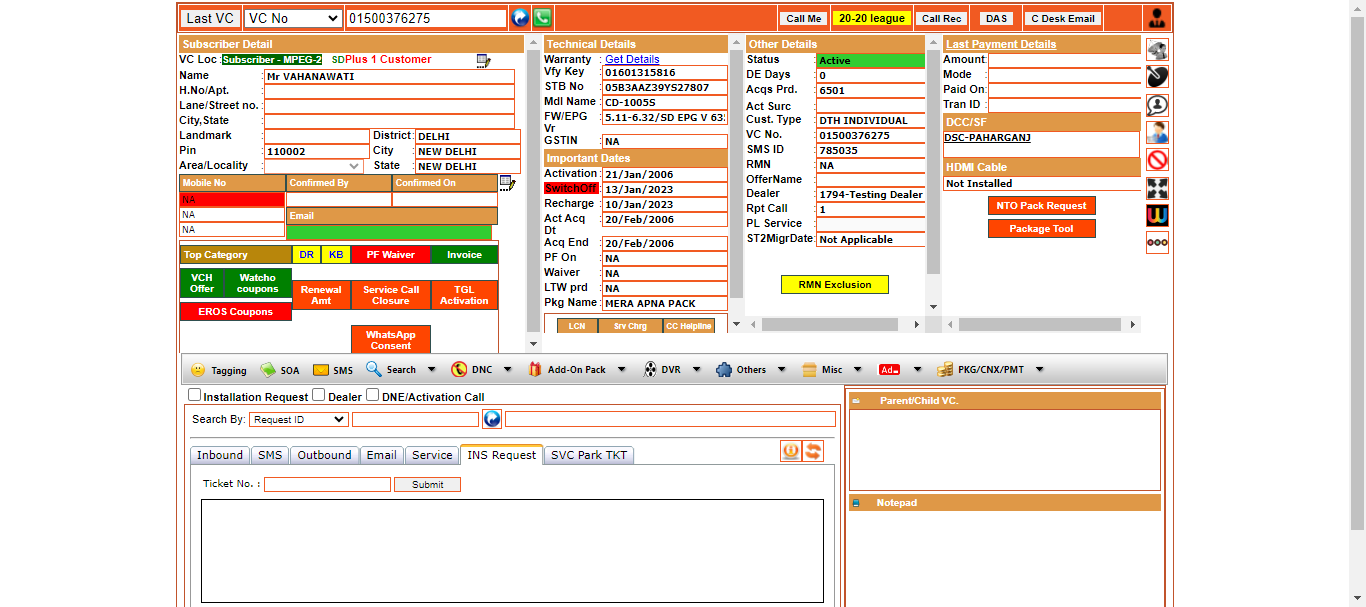 Last VC VC No 01500376275 Call Me 20-20 league Call Rec DAS C Desk Email
Subscriber Detail
VC Loc : Subscriber - MPEG-2 SDPlus 1 Customer
Name : Mr VAHANAWATI
H.No/Apt. :
Lane/Street no. :
City,State :
Landmark : District : DELHI
Pin : 110002 City : NEW DELHI
Area/Locality : State : NEW DELHI
Mobile No Confirmed By Confirmed On
NA
NA Email
NA
Top Category DR KB PF Waiver Invoice
VCH Offer Watcho coupons Renewal Amt Service Call Closure TGL Activation
EROS Coupons
WhatsApp Consent
Technical Details
Warranty : Get Details
Vfy Key : 01601315816
STB No : 05B3AAZ39YS27807
Mdl Name : CD-1005S
FW/EPG Vr : 5.11-6.32/SD EPG V 63
GSTIN : NA
Important Dates
Activation : 21/Jan/2006
SwitchOff : 13/Jan/2023
Recharge : 10/Jan/2023
Act Acq Dt : 20/Feb/2006
Acq End : 20/Feb/2006
PF On : NA
Waiver : NA
LTW prd : NA
Pkg Name : MERA APNA PACK
LCN Srv Chrg CC Helpline
Other Details
Status : Active
DE Days : 0
Acqs Prd. : 6501
Act Surc :
Cust. Type : DTH INDIVIDUAL
VC No. : 01500376275
SMS ID : 785035
RMN : NA
OfferName :
Dealer : 1794-Testing Dealer
Rpt Call : 1
PL Service :
ST2MigrDate: Not Applicable
RMN Exclusion
Last Payment Details
Amount:
Mode :
Paid On:
Tran ID :
DCC/SF
DSC-PAHARGANJ
HDMI Cable
Not Installed
NTO Pack Request
Package Tool
Tagging SOA SMS Search DNC Add-On Pack DVR Others Misc Ad PKG/CNX/PMT
Installation Request Dealer DNE/Activation Call
Search By: Request ID
Inbound SMS Outbound Email Service INS Request SVC Park TKT
Ticket No. : Submit
Parent/Child VC.
Notepad